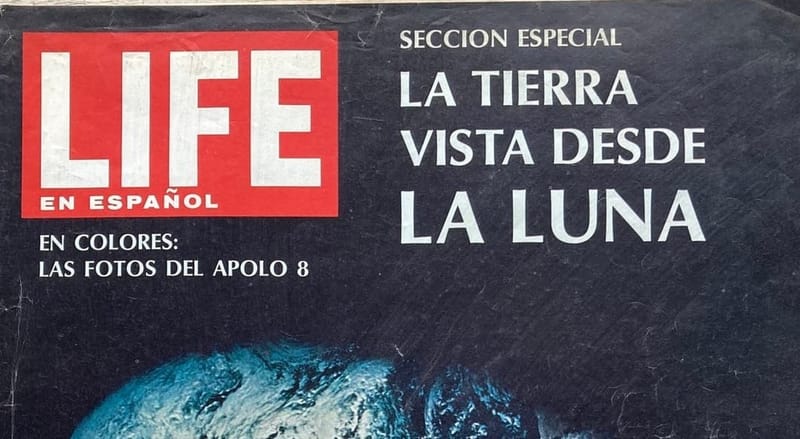 LIFE
EN ESPAÑOL
EN COLORES:
LAS FOTOS DEL APOLO 8
SECCION ESPECIAL
LA TIERRA
VISTA DESDE
LA LUNA